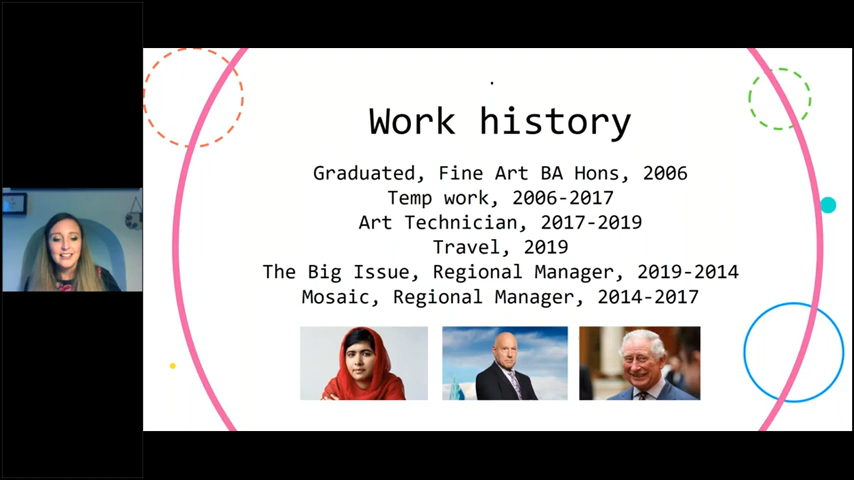 Work history
Graduated, Fine Art BA Hons, 2006
Temp work, 2006-2017
Art Technician, 2017-2019
Travel, 2019
The Big Issue, Regional Manager, 2019-2014
Mosaic, Regional Manager, 2014-2017